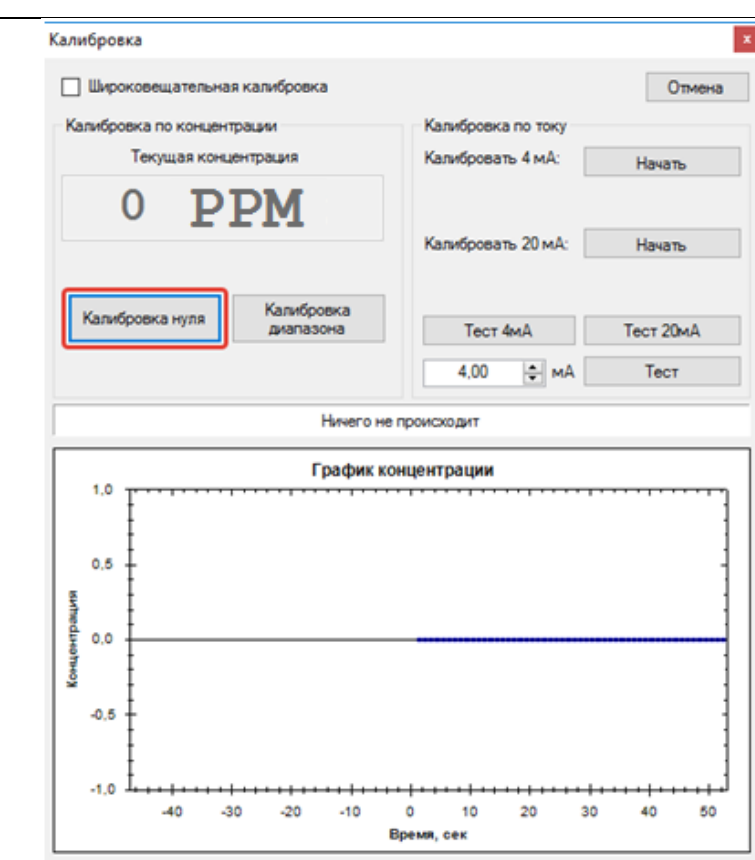 Калибровка
x
Широковещательная калибровка
Отмена
Калибровка по концентрации
Текущая концентрация
0 PPM
Калибровка нуля
Калибровка
диапазона
Калибровка по току
Калибровать 4 мА:
Начать
Калибровать 20 мА:
Начать
Тест 4мА
Тест 20мА
4,00
мА
Тест
Ничего не происходит
График концентрации
Концентрация
1,0
0,5
0,0
-0,5
-1,0
-40 -30 -20 -10 0 10 20 30 40 50
Время, сек